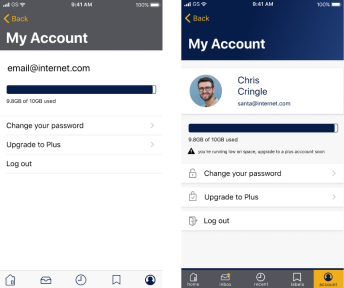 GS 9:41 AM 100%
Back
My Account
email@internet.com
9.8GB of 10GB used
Change your password
Upgrade to Plus
Log out
GS 9:41 AM 100%
Back
My Account
Chris
Cringle
santa@internet.com
9.8GB of 10GB used
you're running low on space, upgrade to a plus account soon
Change your password
Upgrade to Plus
Log out
home inbox recent labels account